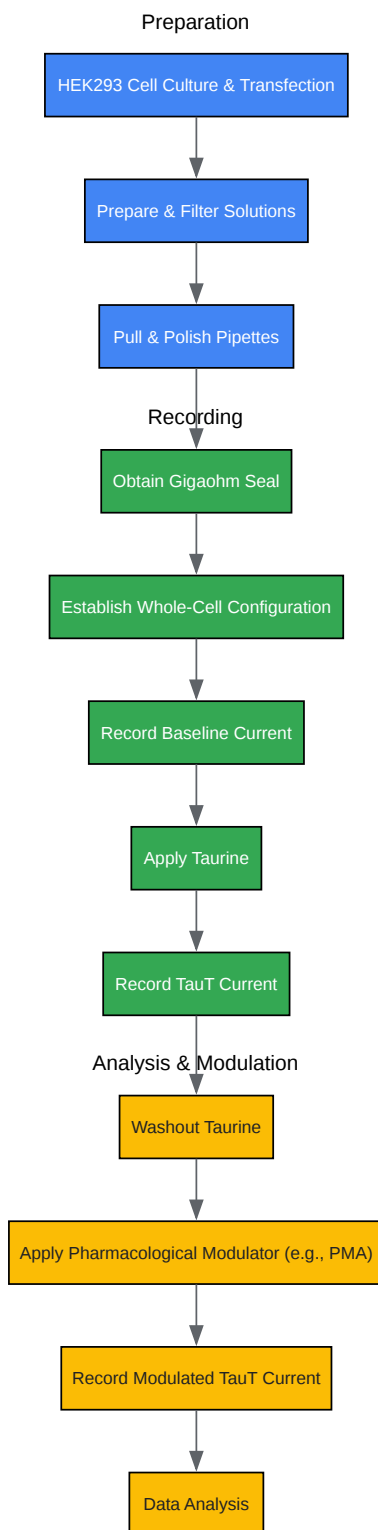 Preparation
HEK293 Cell Culture & Transfection
Prepare & Filter Solutions
Pull & Polish Pipettes
Recording
Obtain Gigaohm Seal
Establish Whole-Cell Configuration
Record Baseline Current
Apply Taurine
Record TauT Current
Analysis & Modulation
Washout Taurine
Apply Pharmacological Modulator (e.g., PMA)
Record Modulated TauT Current
Data Analysis